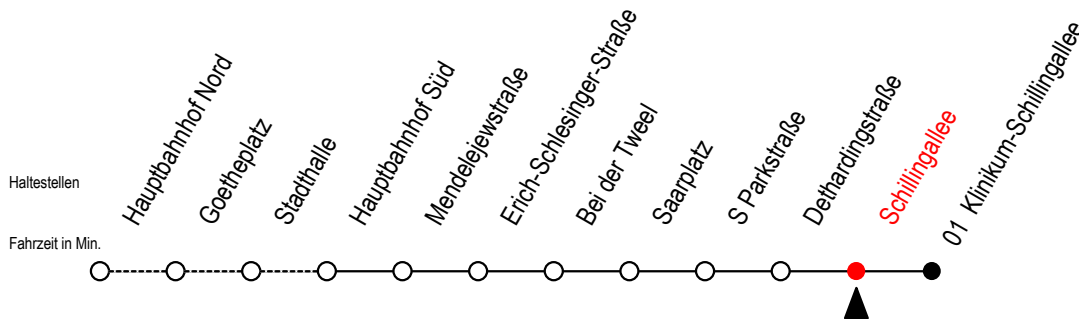 Haltestellen
Fahrzeit in Min.
Hauptbahnhof Nord
Goetheplatz
Stadthalle
Hauptbahnhof Süd
Mendelejewstraße
Erich-Schlesinger-Straße
Bei der Tweel
Saarplatz
S Parkstraße
Dethardingstraße
Schillingallee
01 Klinikum-Schillingallee